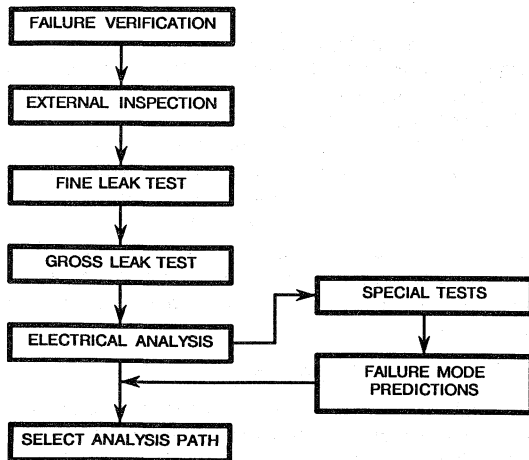 FAILURE VERIFICATION
EXTERNAL INSPECTION
FINE LEAK TEST
GROSS LEAK TEST
SPECIAL TESTS
ELECTRICAL ANALYSIS
FAILURE MODE
PREDICTIONS
SELECT ANALYSIS PATH